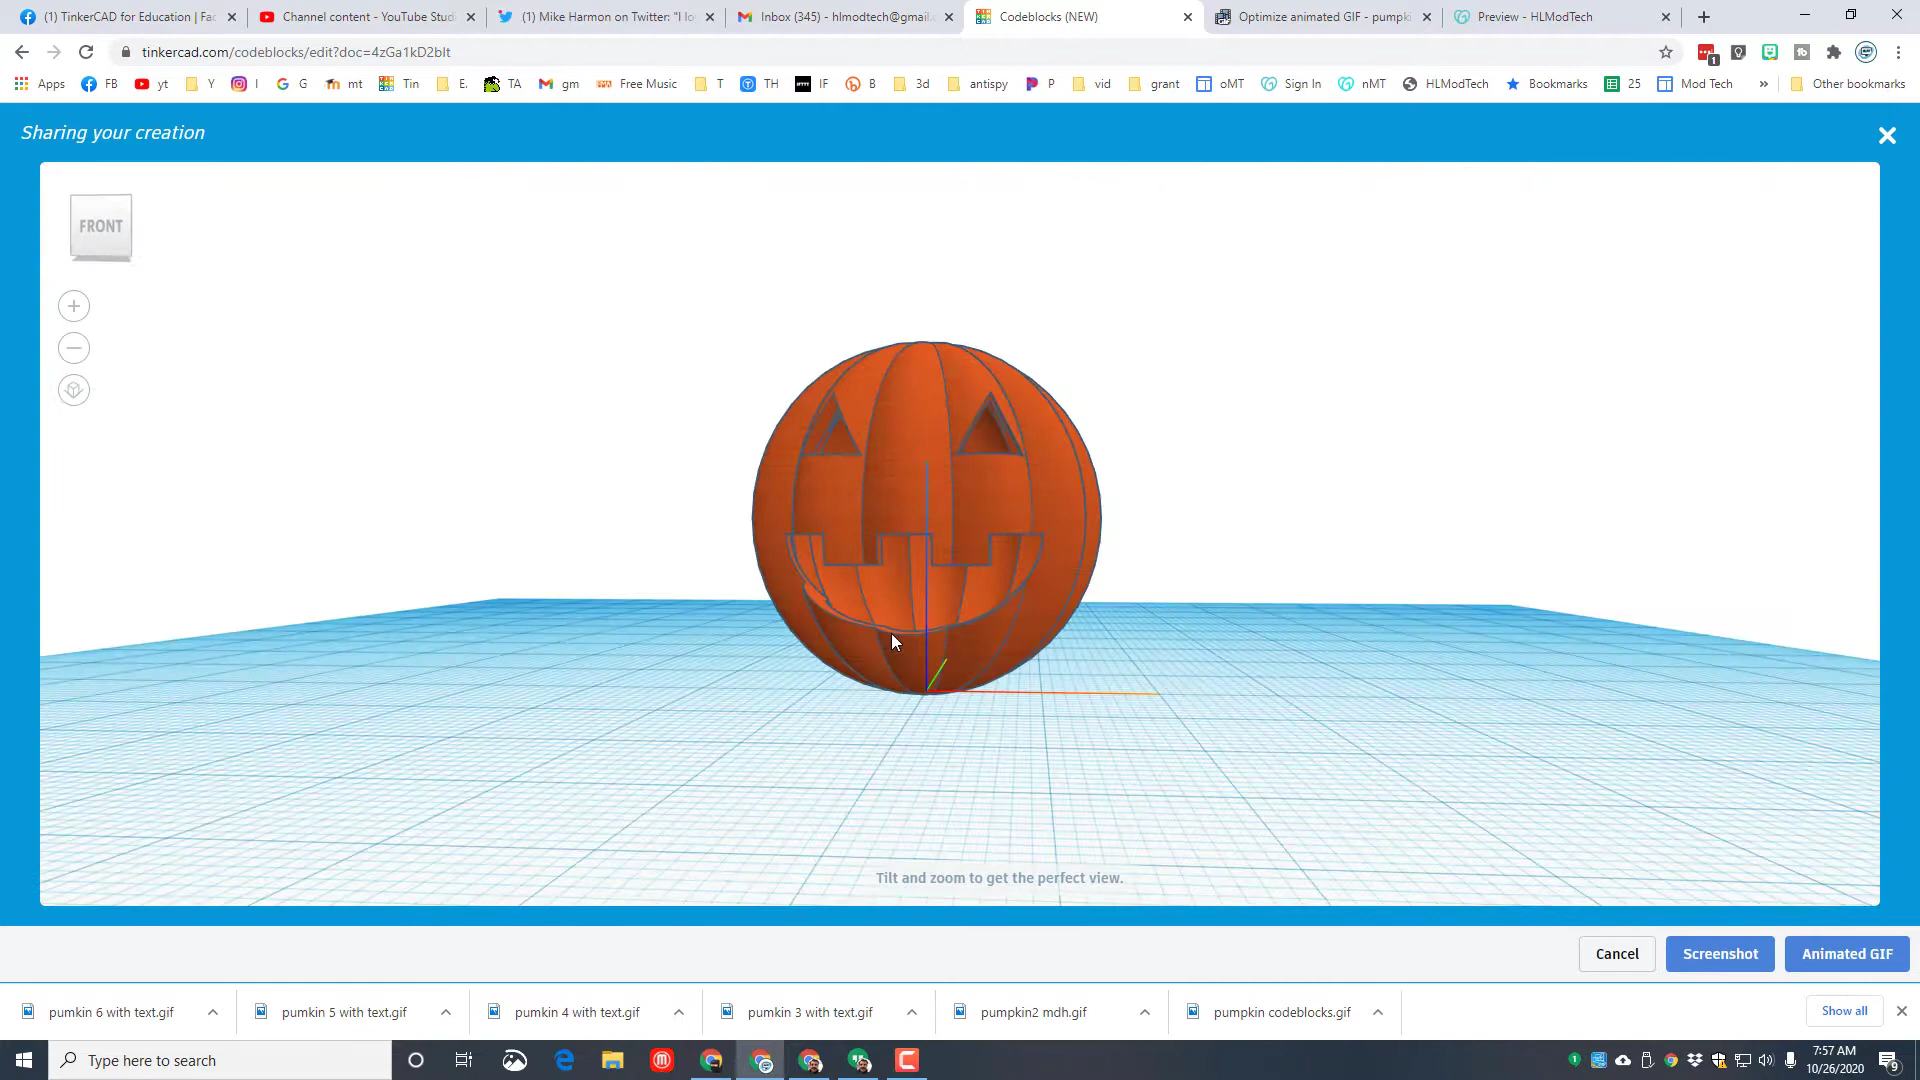 (1) TinkerCAD for Education | Fac
Channel content - YouTube Studi
(1) Mike Harmon on Twitter: "I lo
Inbox (345) - hlmodtech@gmail.c
Codeblocks (NEW)
Optimize animated GIF - pumpki
Preview - HLModTech
tinkercad.com/codeblocks/edit?doc=4zGa1kD2bIt
1
Apps
FB
yt
Y
I
G
mt
Tin
E.
TA
gm
Free Music
T
TH
IF
B
3d
antispy
P
vid
grant
oMT
Sign In
nMT
HLModTech
Bookmarks
25
Mod Tech
Other bookmarks
Sharing your creation
FRONT
Tilt and zoom to get the perfect view.
Cancel
Screenshot
Animated GIF
pumkin 6 with text.gif
pumkin 5 with text.gif
pumkin 4 with text.gif
pumkin 3 with text.gif
pumpkin2 mdh.gif
pumpkin codeblocks.gif
Show all
Type here to search
7:57 AM
10/26/2020
9